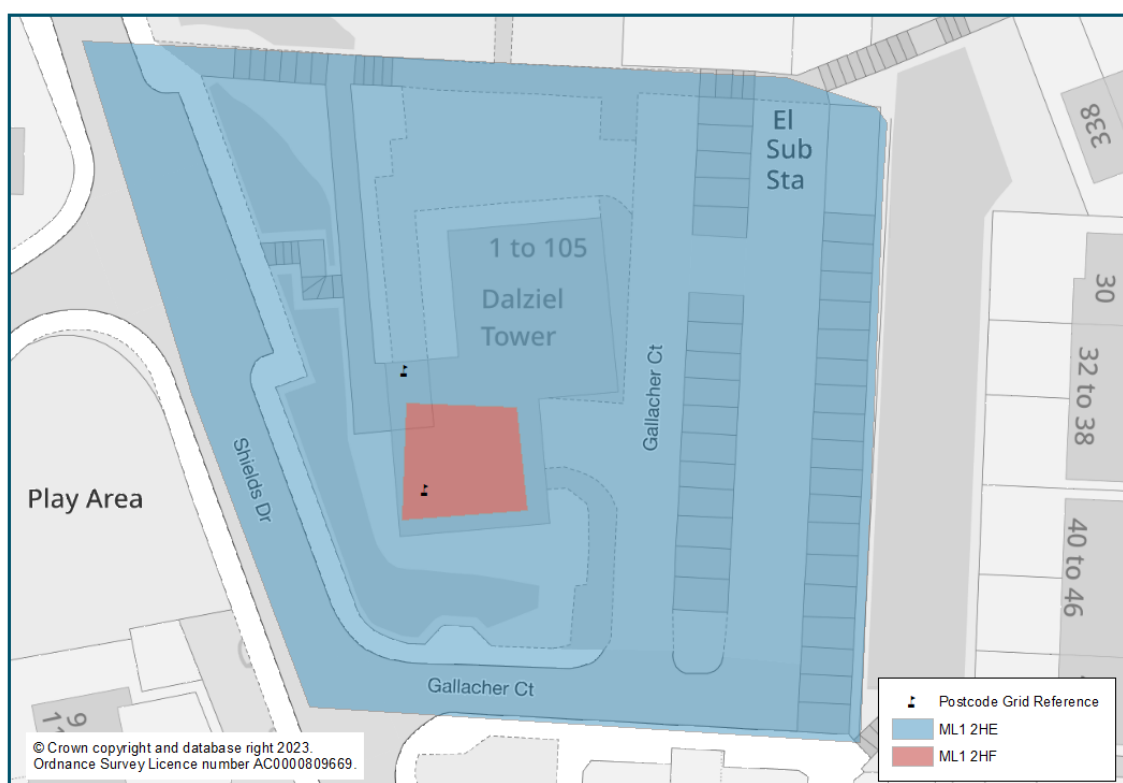 El
Sub
Sta
338
1 to 105
Dalziel
Tower
30
32 to 38
Gallacher Ct
Shields Dr
Play Area
40 to 46
Gallacher Ct
9
© Crown copyright and database right 2023.
Ordnance Survey Licence number AC0000809669.
Postcode Grid Reference
ML1 2HE
ML1 2HF